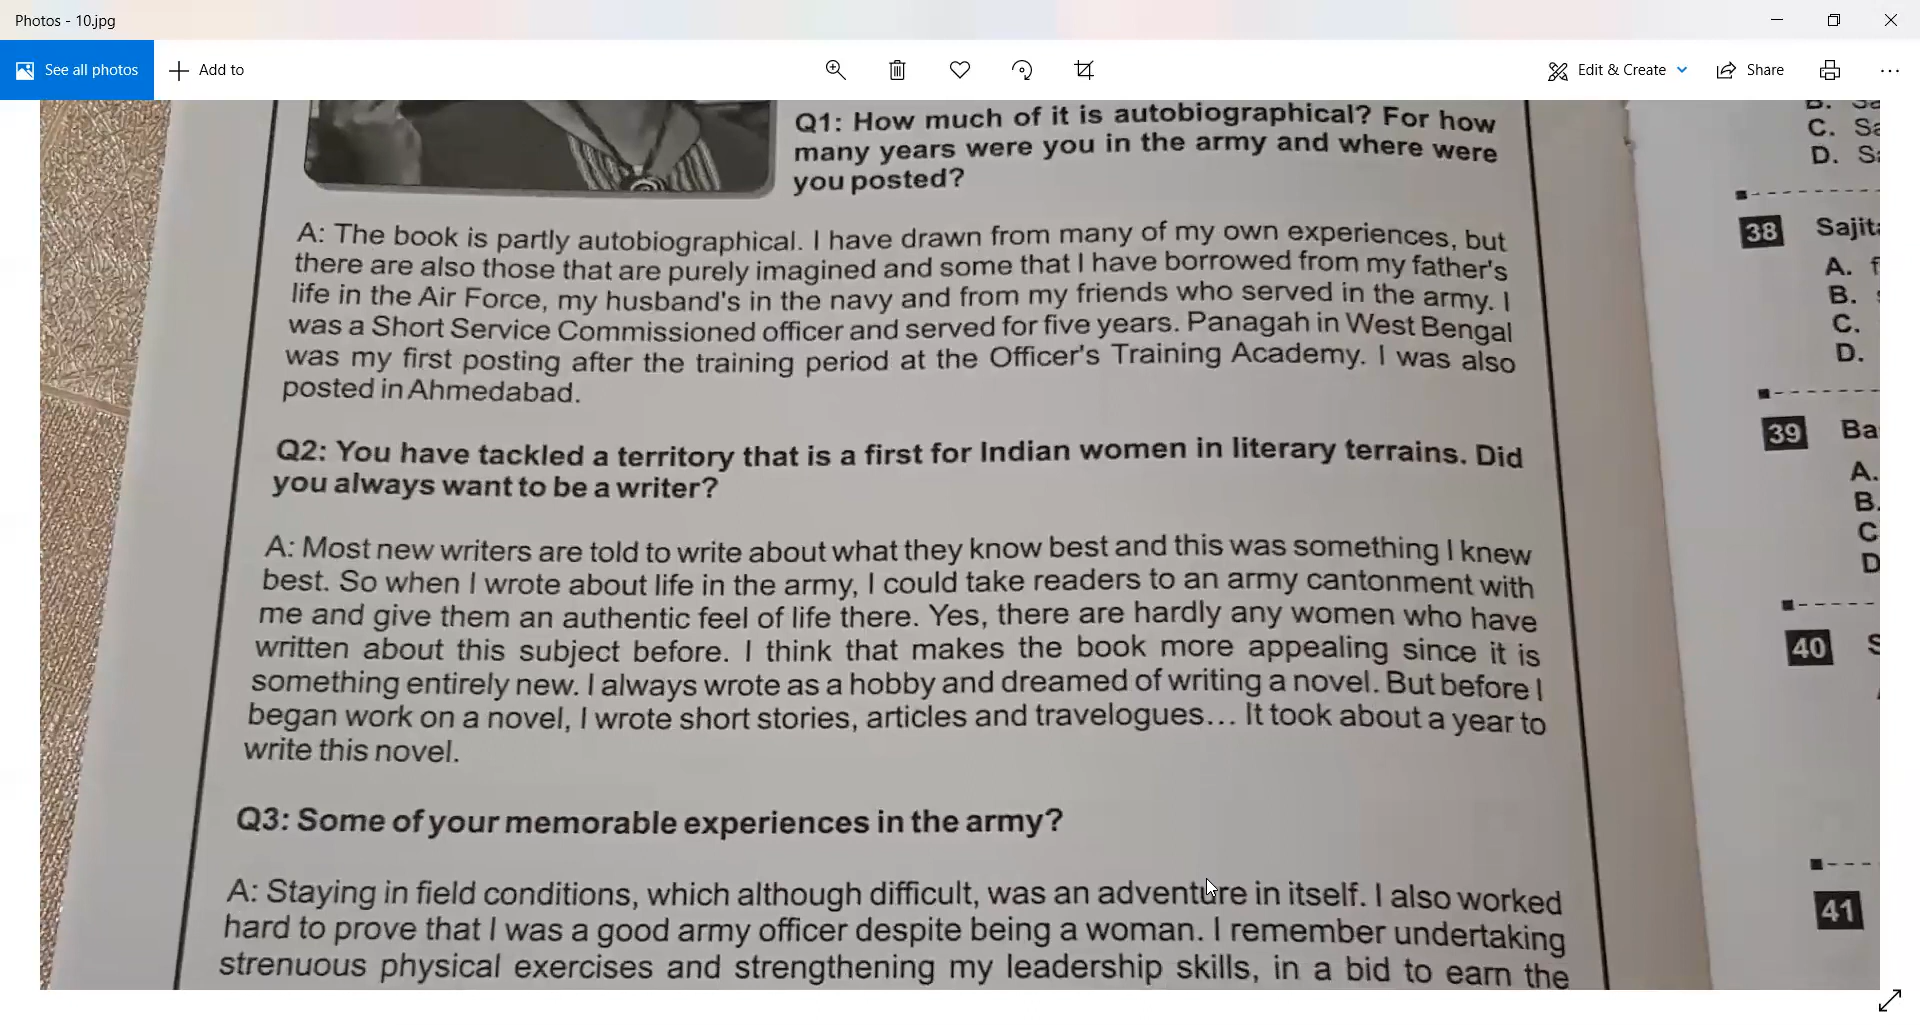 Photos - 10.jpg
See all photos
Add to
Edit & Create
Share
Q1: How much of it is autobiographical? For how
many years were you in the army and where were
you posted?
A: The book is partly autobiographical. I have drawn from many of my own experiences, but
there are also those that are purely imagined and some that I have borrowed from my father's
life in the Air Force, my husband's in the navy and from my friends who served in the army. I
was a Short Service Commissioned officer and served for five years. Panagah in West Bengal
was my first posting after the training period at the Officer's Training Academy. I was also
posted in Ahmedabad.
Q2: You have tackled a territory that is a first for Indian women in literary terrains. Did
you always want to be a writer?
A: Most new writers are told to write about what they know best and this was something I knew
best. So when I wrote about life in the army, I could take readers to an army cantonment with
me and give them an authentic feel of life there. Yes, there are hardly any women who have
written about this subject before. I think that makes the book more appealing since it is
something entirely new. I always wrote as a hobby and dreamed of writing a novel. But before I
began work on a novel, I wrote short stories, articles and travelogues... It took about a year to
write this novel.
Q3: Some of your memorable experiences in the army?
A: Staying in field conditions, which although difficult, was an adventure in itself. I also worked
hard to prove that I was a good army officer despite being a woman. I remember undertaking
strenuous physical exercises and strengthening my leadership skills, in a bid to earn the
C.
D.
38
A.
B.
C.
D.
39
A.
B.
C
D
40
41